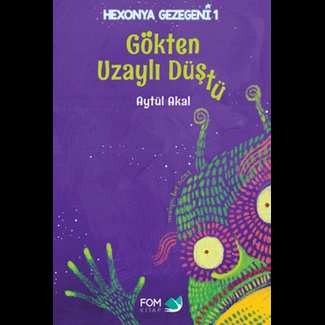 HEXONYA GEZEGENİ 1
Gökten
Uzaylı Düştü
Aytül Akal
FOM
KİTAP